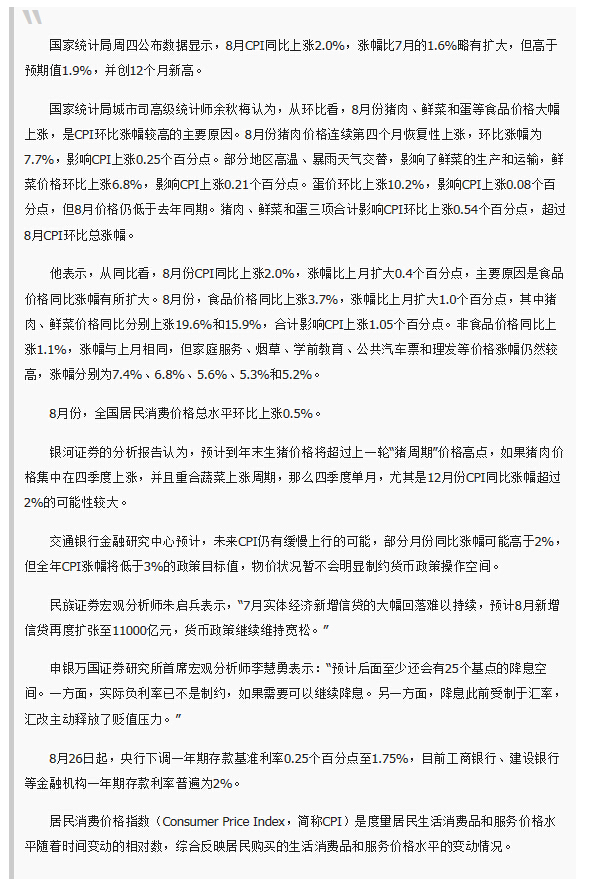 国家统计局周四公布数据显示，8月CPI同比上涨2.0%，涨幅比7月的1.6%略有扩大，但高于
预期值1.9%，并创12个月新高。
国家统计局城市司高级统计师余秋梅认为，从环比看，8月份猪肉、鲜菜和蛋等食品价格大幅
上涨，是CPI环比涨幅较高的主要原因。8月份猪肉价格连续第四个月恢复性上涨，环比涨幅为
7.7%，影响CPI上涨0.25个百分点。部分地区高温、暴雨天气交替，影响了鲜菜的生产和运输，鲜
菜价格环比上涨6.8%，影响CPI上涨0.21个百分点。蛋价环比上涨10.2%，影响CPI上涨0.08个百
分点，但8月价格仍低于去年同期。猪肉、鲜菜和蛋三项合计影响CPI环比上涨0.54个百分点，超过
8月CPI环比总涨幅。
他表示，从同比看，8月份CPI同比上涨2.0%，涨幅比上月扩大0.4个百分点，主要原因是食品
价格同比涨幅有所扩大。8月份，食品价格同比上涨3.7%，涨幅比上月扩大1.0个百分点，其中猪
肉、鲜菜价格同比分别上涨19.6%和15.9%，合计影响CPI上涨1.05个百分点。非食品价格同比上
涨1.1%，涨幅与上月相同，但家庭服务、烟草、学前教育、公共汽车票和理发等价格涨幅仍然较
高，涨幅分别为7.4%、6.8%、5.6%、5.3%和5.2%。
8月份，全国居民消费价格总水平环比上涨0.5%。
银河证券的分析报告认为，预计到年末生猪价格将超过上一轮“猪周期”价格高点，如果猪肉价
格集中在四季度上涨，并且重合蔬菜上涨周期，那么四季度单月，尤其是12月份CPI同比涨幅超过
2%的可能性较大。
交通银行金融研究中心预计，未来CPI仍有缓慢上行的可能，部分月份同比涨幅可能高于2%，
但全年CPI涨幅将低于3%的政策目标值，物价状况暂不会明显制约货币政策操作空间。
民族证券宏观分析师朱启兵表示，“7月实体经济新增信贷的大幅回落难以持续，预计8月新增
信贷再度扩张至11000亿元，货币政策继续维持宽松。”
申银万国证券研究所首席宏观分析师李慧勇表示：“预计后面至少还会有25个基点的降息空
间。一方面，实际负利率已不是制约，如果需要可以继续降息。另一方面，降息此前受制于汇率，
汇改主动释放了贬值压力。”
8月26日起，央行下调一年期存款基准利率0.25个百分点至1.75%，目前工商银行、建设银行
等金融机构一年期存款利率普遍为2%。
居民消费价格指数（Consumer Price Index，简称CPI）是度量居民生活消费品和服务价格水
平随着时间变动的相对数，综合反映居民购买的生活消费品和服务价格水平的变动情况。